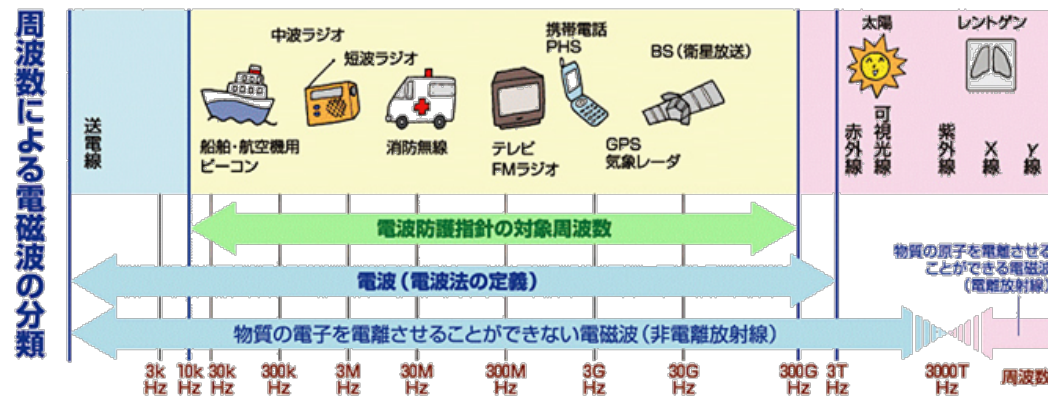 周波数による電磁波の分類
送電線
中波ラジオ
短波ラジオ
携帯電話
PHS
BS(衛星放送)
太陽
レントゲン
船舶・航空機用
ビーコン
消防無線
テレビ
FMラジオ
GPS
気象レーダ
赤外線
可視光線
紫外線
X線
γ線
電波防護指針の対象周波数
電波(電波法の定義)
物質の電子を電離させることができない電磁波(非電離放射線)
物質の原子を電離させる
ことができる電磁波
(電離放射線)
3k
Hz
10k
Hz
30k
Hz
300k
Hz
3M
Hz
30M
Hz
300M
Hz
3G
Hz
30G
Hz
300G
Hz
3T
Hz
3000T
Hz
周波数